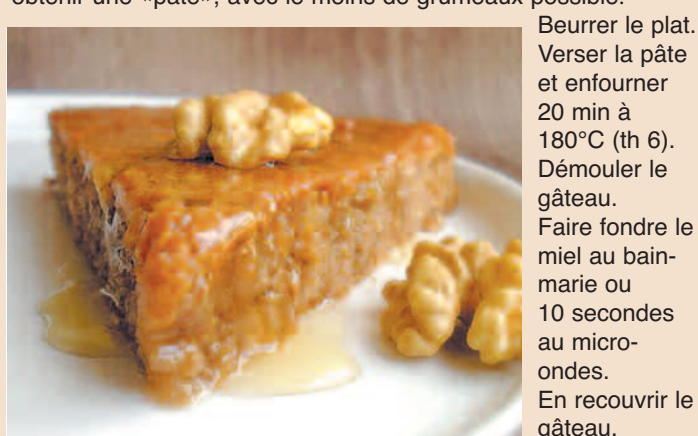 obtenir une «pâte», avec le moins de grumeaux possible.
Beurrer le plat.
Verser la pâte
et enfourner
20 min à
180°C (th 6).
Démouler le
gâteau.
Faire fondre le
miel au bain-
marie ou
10 secondes
au micro-
ondes.
En recouvrir le
gâteau.